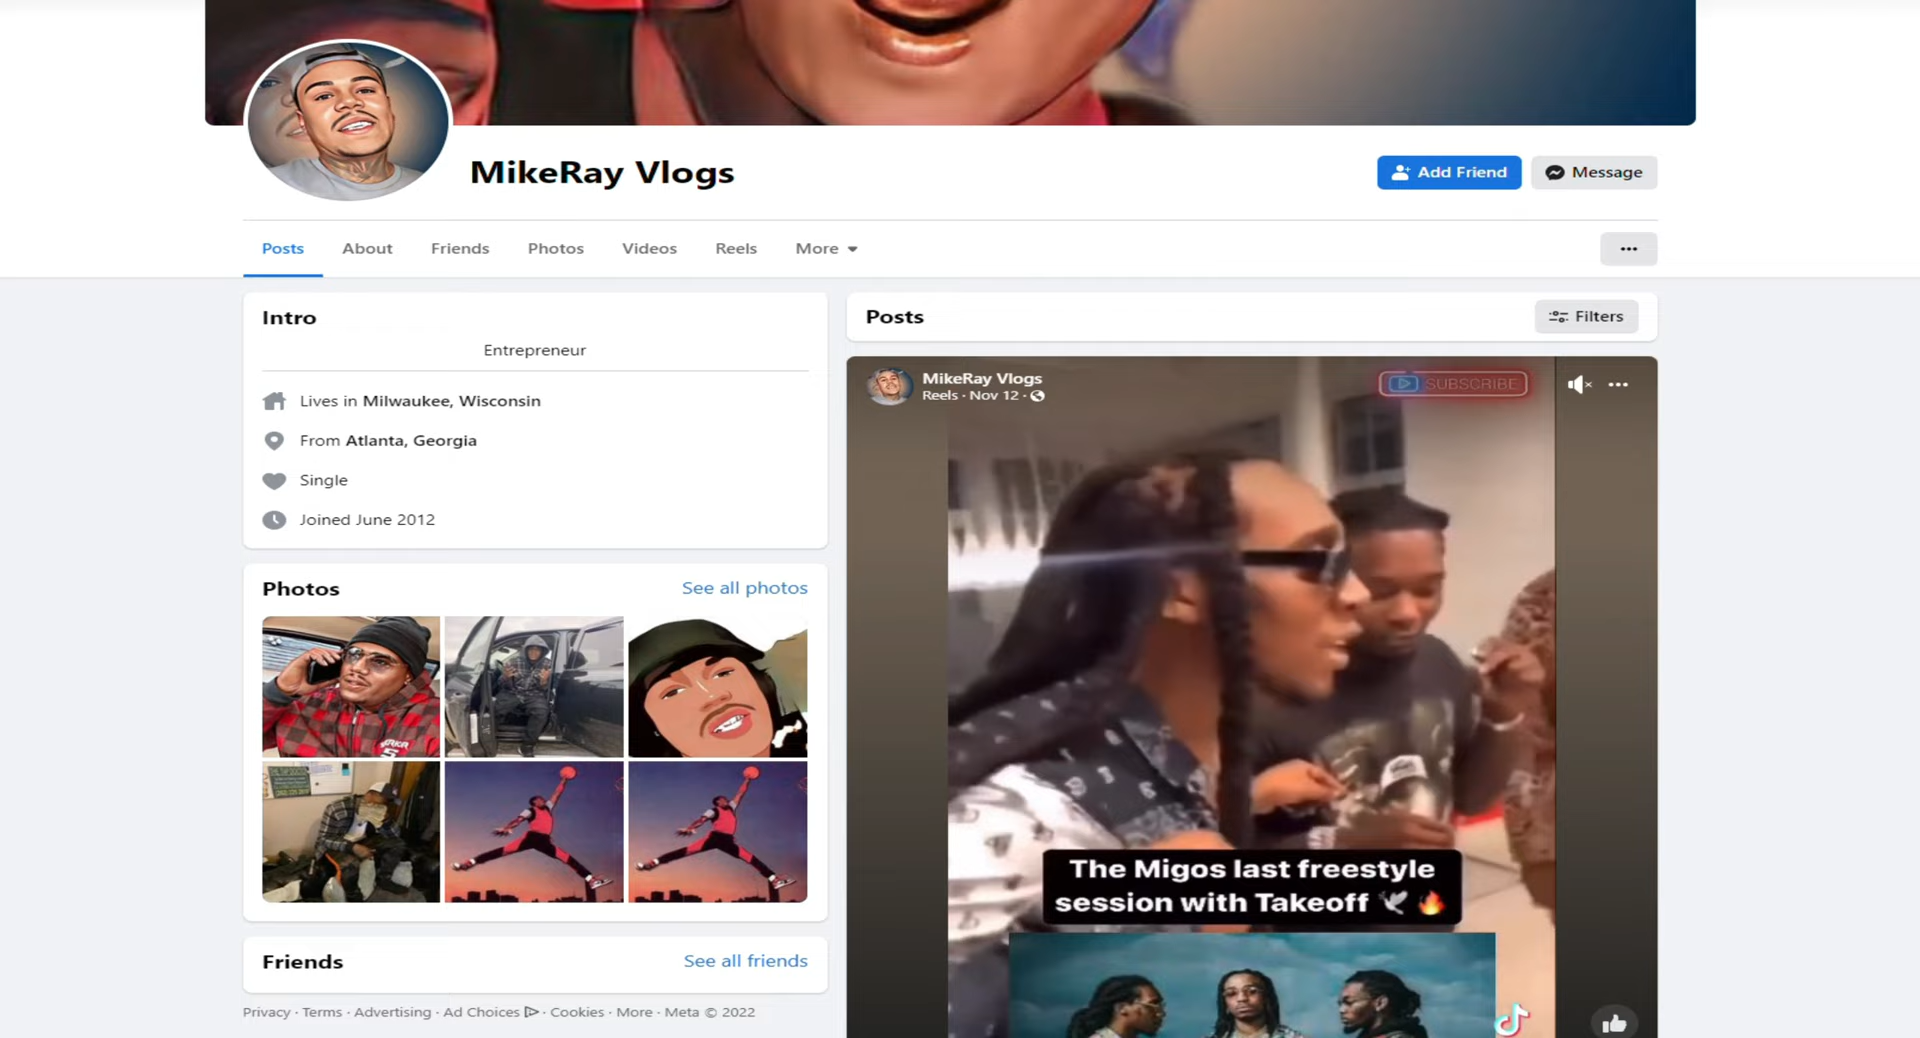 MikeRay Vlogs
Add Friend
Message
Posts
About
Friends
Photos
Videos
Reels
More
Intro
Entrepreneur
Lives in Milwaukee, Wisconsin
From Atlanta, Georgia
Single
Joined June 2012
Photos
See all photos
Friends
See all friends
Privacy · Terms · Advertising · Ad Choices · Cookies · More · Meta © 2022
Posts
Filters
MikeRay Vlogs
Reels · Nov 12 ·
SUBSCRIBE
The Migos last freestyle
session with Takeoff 🕊🔥